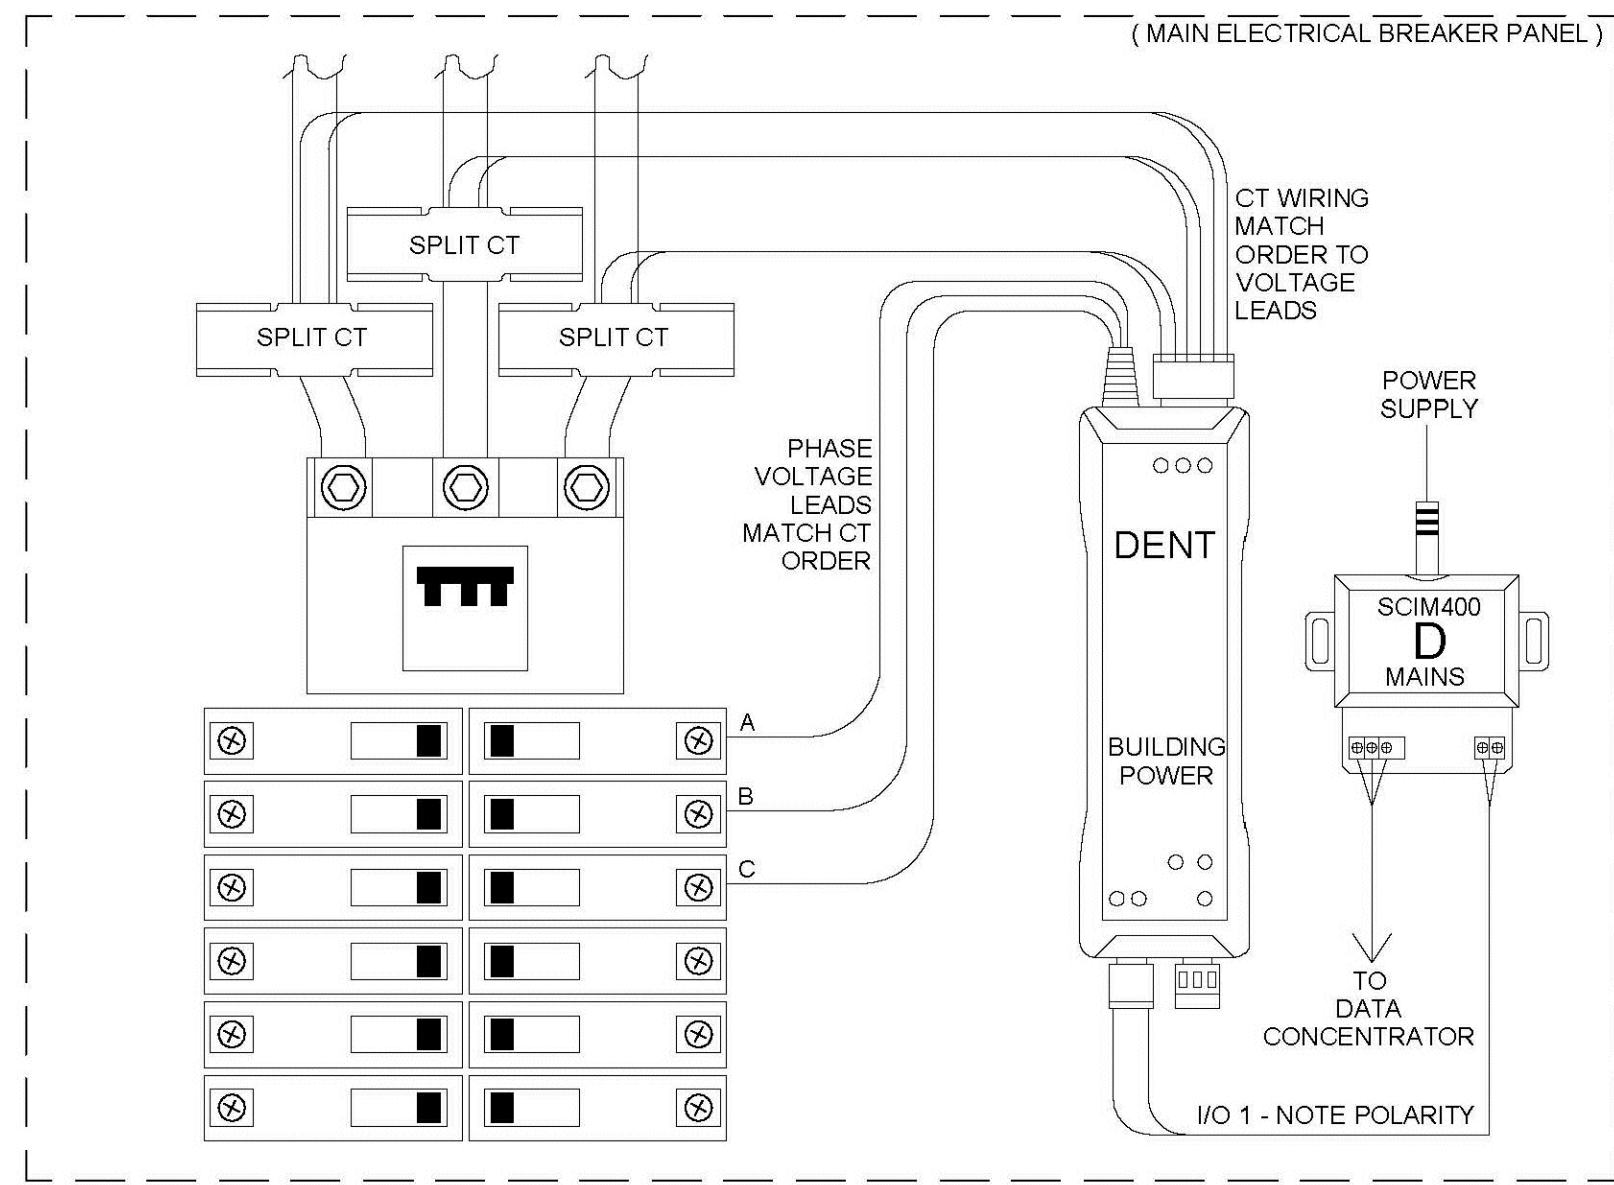 ( MAIN ELECTRICAL BREAKER PANEL )
CT WIRING
MATCH
ORDER TO
VOLTAGE
LEADS
SPLIT CT
SPLIT CT
SPLIT CT
POWER
SUPPLY
PHASE
VOLTAGE
LEADS
MATCH CT
ORDER
DENT
SCIM400
D
MAINS
A
B
C
BUILDING
POWER
TO
DATA
CONCENTRATOR
I/O 1 - NOTE POLARITY